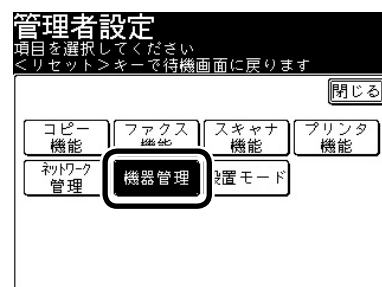 管理者設定
項目を選択してください
<リセット>キーで待機画面に戻ります
閉じる
コピー ファクス スキャナ プリンタ
機能 機能 機能 機能
ネットワーク
管理 機器管理 置モード